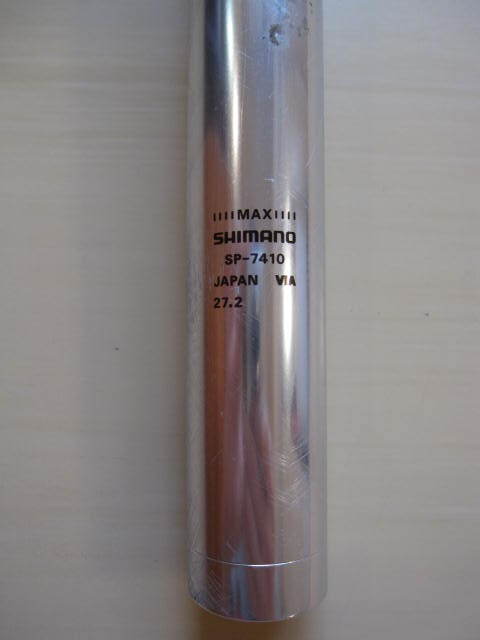 MAX
SHIMANO
SP-7410
JAPAN VIA
27.2